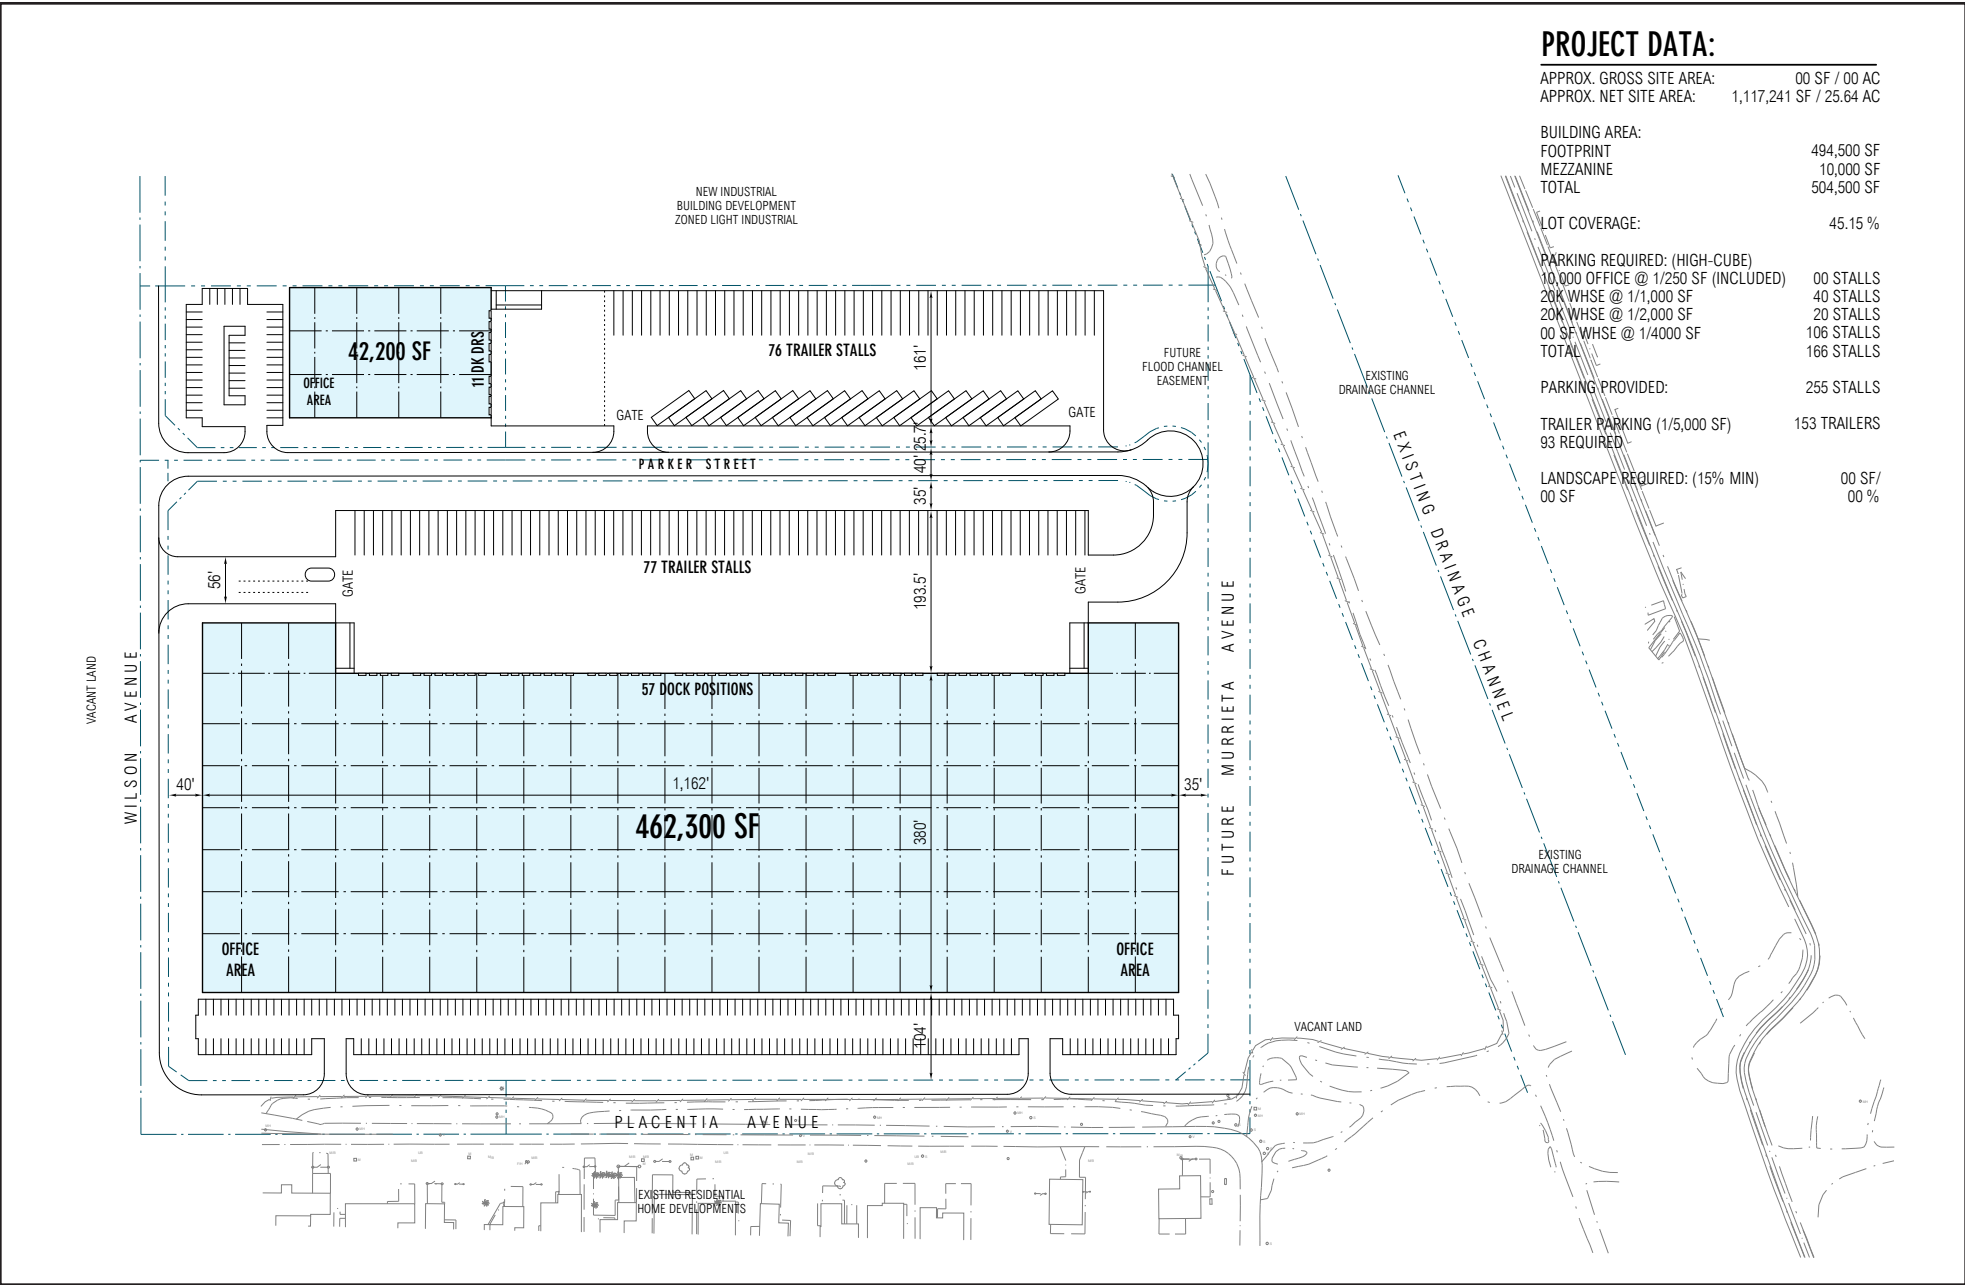 PROJECT DATA:
APPROX. GROSS SITE AREA: 00 SF / 00 AC
APPROX. NET SITE AREA: 1,117,241 SF / 25.64 AC
BUILDING AREA:
FOOTPRINT 494,500 SF
MEZZANINE 10,000 SF
TOTAL 504,500 SF
LOT COVERAGE: 45.15 %
PARKING REQUIRED: (HIGH-CUBE)
10,000 OFFICE @ 1/250 SF (INCLUDED) 00 STALLS
20K WHSE @ 1/1,000 SF 40 STALLS
20K WHSE @ 1/2,000 SF 20 STALLS
00 SF WHSE @ 1/4000 SF 106 STALLS
TOTAL 166 STALLS
PARKING PROVIDED: 255 STALLS
TRAILER PARKING (1/5,000 SF) 153 TRAILERS
93 REQUIRED
LANDSCAPE REQUIRED: (15% MIN) 00 SF/
00 SF 00 %
NEW INDUSTRIAL
BUILDING DEVELOPMENT
ZONED LIGHT INDUSTRIAL
42,200 SF
OFFICE
AREA
11 DK DRS
76 TRAILER STALLS
161'
GATE
GATE
FUTURE
FLOOD CHANNEL
EASEMENT
EXISTING
DRAINAGE CHANNEL
25.7'
PARKER STREET
40'
35'
EXISTING DRAINAGE CHANNEL
56'
GATE
77 TRAILER STALLS
193.5'
GATE
VACANT LAND
WILSON AVENUE
FUTURE MURRIETA AVENUE
57 DOCK POSITIONS
40'
1,162'
35'
462,300 SF
380'
EXISTING
DRAINAGE CHANNEL
OFFICE
AREA
OFFICE
AREA
104'
VACANT LAND
PLACENTIA AVENUE
EXISTING RESIDENTIAL
HOME DEVELOPMENTS